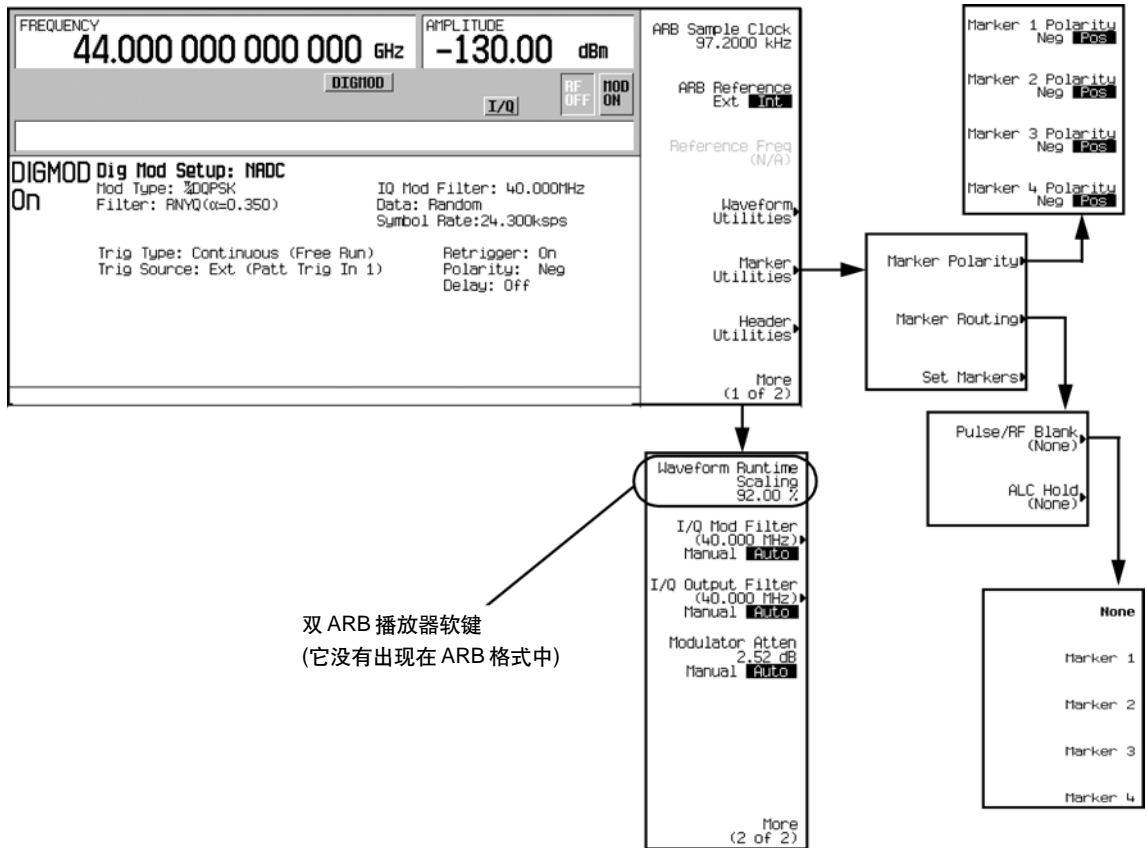 FREQUENCY
44.000 000 000 000 GHz
AMPLITUDE
-130.00 dBm
DIGMOD
I/Q
RF OFF
MOD ON
DIGMOD On
Dig Mod Setup: NADC
Mod Type: π/4DQPSK
IQ Mod Filter: 40.000MHz
Filter: RNYQ(α=0.350)
Data: Random
Symbol Rate:24.300ksps
Trig Type: Continuous (Free Run)
Retrigger: On
Trig Source: Ext (Patt Trig In 1)
Polarity: Neg
Delay: Off
ARB Sample Clock
97.2000 kHz
ARB Reference
Ext Int
Reference Freq
(N/A)
Waveform
Utilities
Marker
Utilities
Header
Utilities
More
(1 of 2)
Marker Polarity
Marker Routing
Set Markers
Marker 1 Polarity
Neg Pos
Marker 2 Polarity
Neg Pos
Marker 3 Polarity
Neg Pos
Marker 4 Polarity
Neg Pos
Pulse/RF Blank
(None)
ALC Hold
(None)
None
Marker 1
Marker 2
Marker 3
Marker 4
Waveform Runtime
Scaling
92.00 %
I/Q Mod Filter
(40.000 MHz)
Manual Auto
I/Q Output Filter
(40.000 MHz)
Manual Auto
Modulator Atten
2.52 dB
Manual Auto
More
(2 of 2)
双 ARB 播放器软键
(它没有出现在 ARB 格式中)